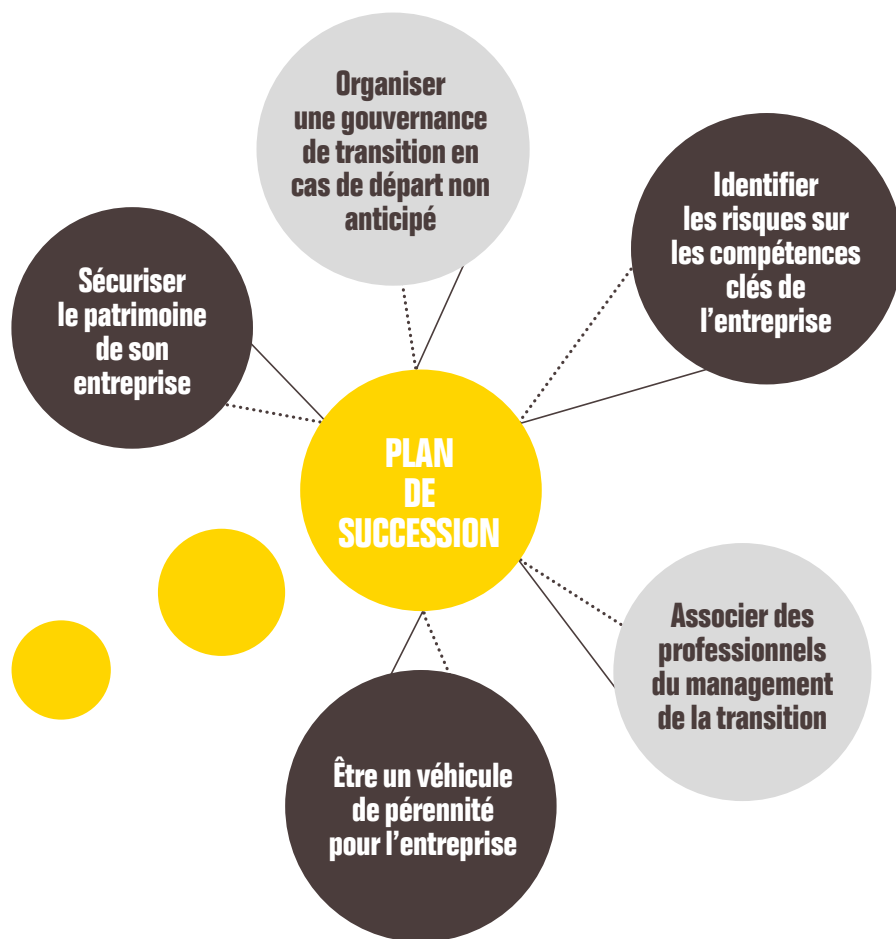 Organiser
une gouvernance
de transition en
cas de départ non
anticipé
Identifier
les risques sur
les compétences
clés de
l'entreprise
Sécuriser
le patrimoine
de son
entreprise
PLAN
DE
SUCCESSION
Associer des
professionnels
du management
de la transition
Être un véhicule
de pérennité
pour l'entreprise